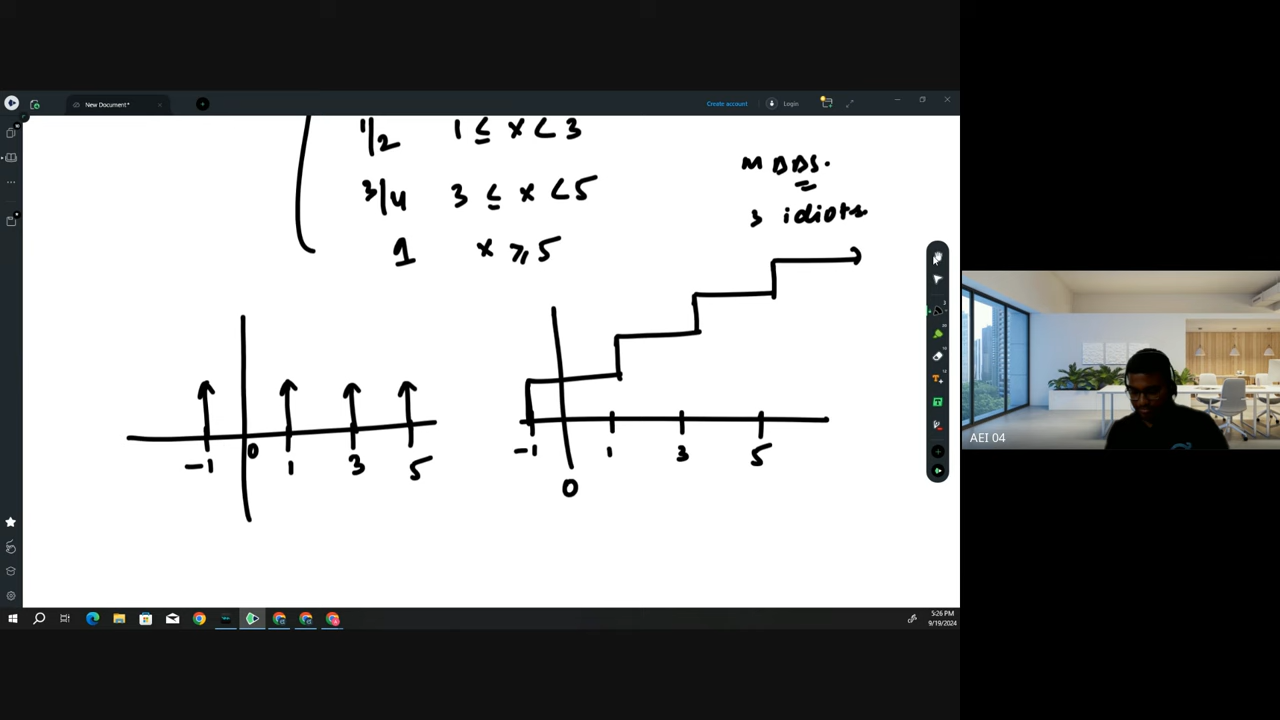 New Document*
Create account
Login
1/2 1 ≤ x < 3
3/4 3 ≤ x < 5
1 x ≥ 5
3 idiots
-1 0 1 3 5
-1 0 1 3 5
AEI 04
5:26 PM
9/19/2024